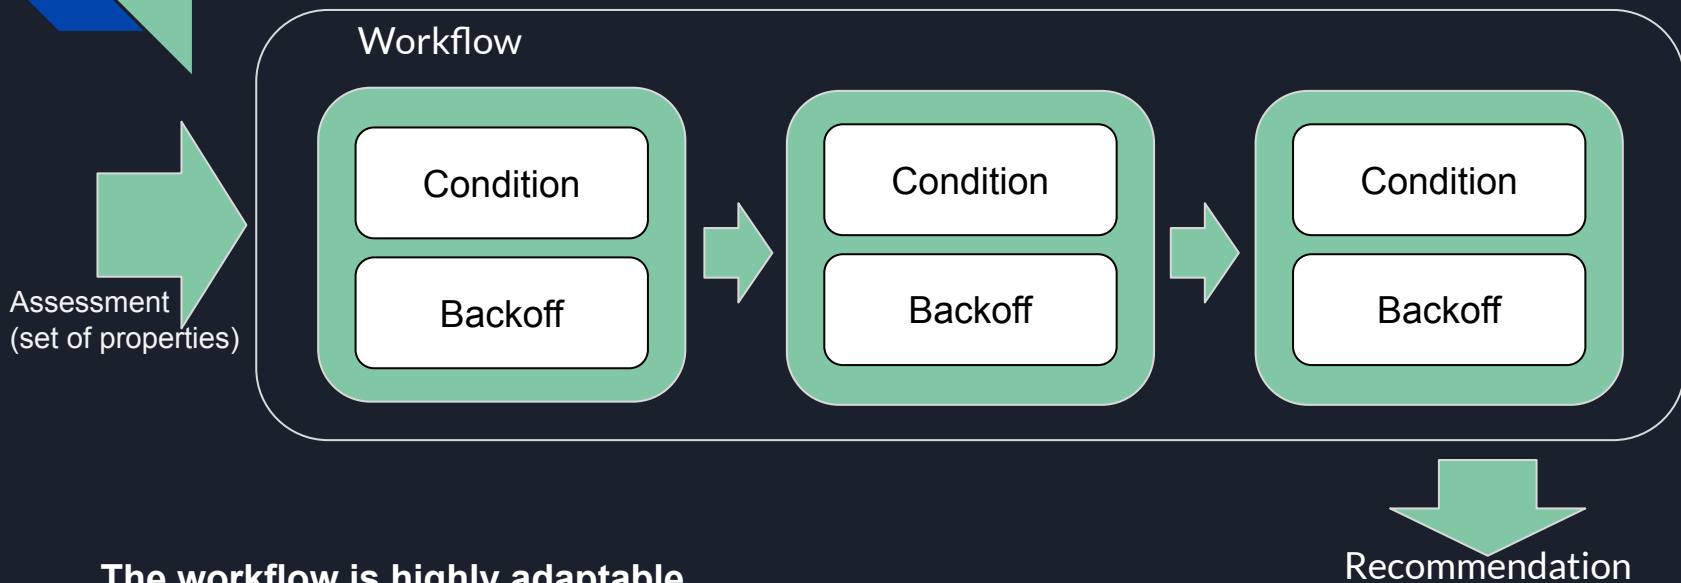 Workflow
Condition
Backoff
Condition
Backoff
Condition
Backoff
Assessment
(set of properties)
Recommendation
The workflow is highly adaptable